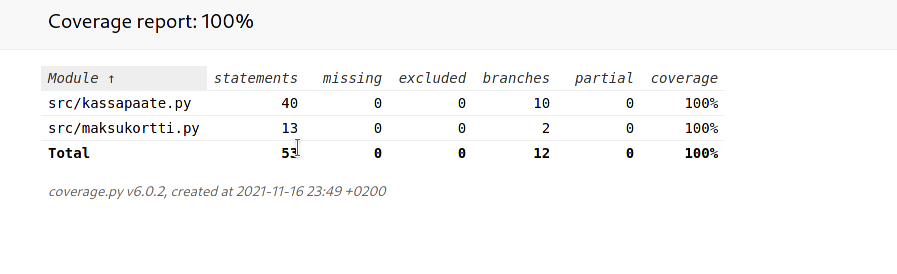 Coverage report: 100%
Module ↑ statements missing excluded branches partial coverage
src/kassapaate.py 40 0 0 10 0 100%
src/maksukortti.py 13 0 0 2 0 100%
Total 53 0 0 12 0 100%
coverage.py v6.0.2, created at 2021-11-16 23:49 +0200